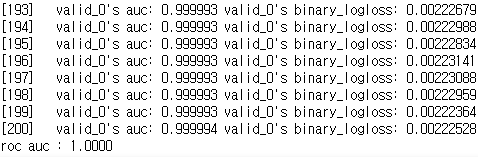 [193]	valid_0's auc: 0.999993 valid_0's binary_logloss: 0.00222679
[194]	valid_0's auc: 0.999993 valid_0's binary_logloss: 0.00222988
[195]	valid_0's auc: 0.999993 valid_0's binary_logloss: 0.00222834
[196]	valid_0's auc: 0.999993 valid_0's binary_logloss: 0.00223141
[197]	valid_0's auc: 0.999993 valid_0's binary_logloss: 0.00223088
[198]	valid_0's auc: 0.999993 valid_0's binary_logloss: 0.00222959
[199]	valid_0's auc: 0.999993 valid_0's binary_logloss: 0.00222364
[200]	valid_0's auc: 0.999994 valid_0's binary_logloss: 0.00222528
roc auc : 1.0000